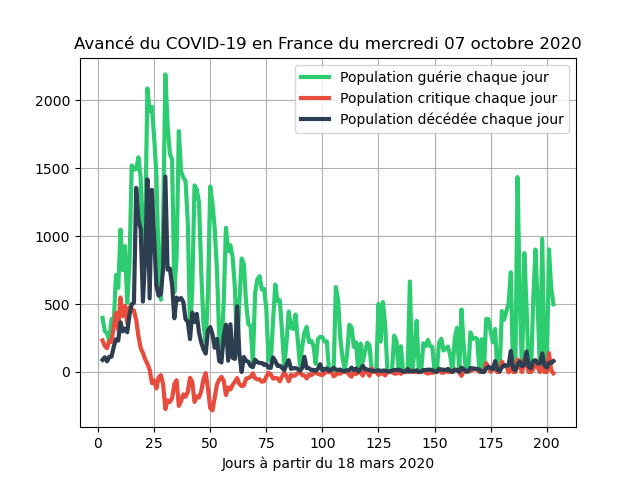 Avancé du COVID-19 en France du mercredi 07 octobre 2020
Population guérie chaque jour
Population critique chaque jour
Population décédée chaque jour
2000
1500
1000
500
0
0 25 50 75 100 125 150 175 200
Jours à partir du 18 mars 2020